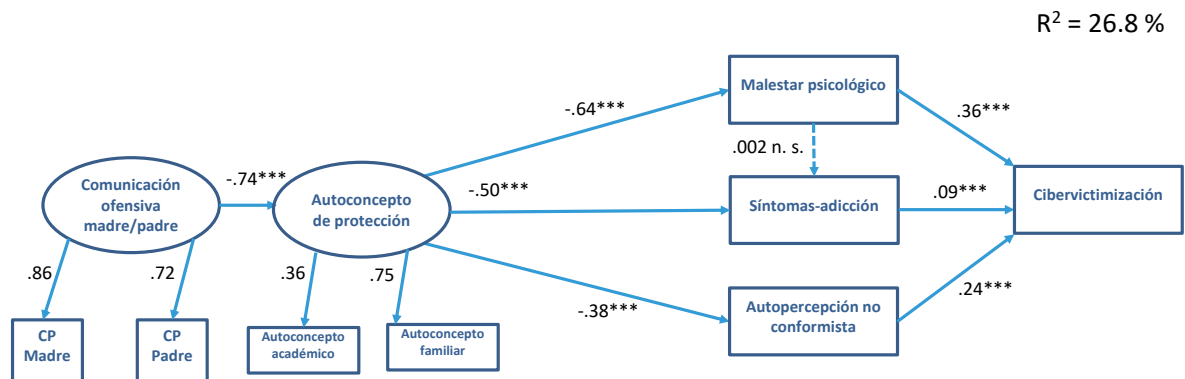 R² = 26.8 %
Malestar psicológico
-.64***
.36***
.002 n. s.
Comunicación
ofensiva
madre/padre
-.74***
Autoconcepto
de protección
-.50***
Síntomas-adicción
.09***
Cibervictimización
.86
.72
.36
.75
-.38***
Autopercepción no
conformista
.24***
CP
Madre
CP
Padre
Autoconcepto
académico
Autoconcepto
familiar